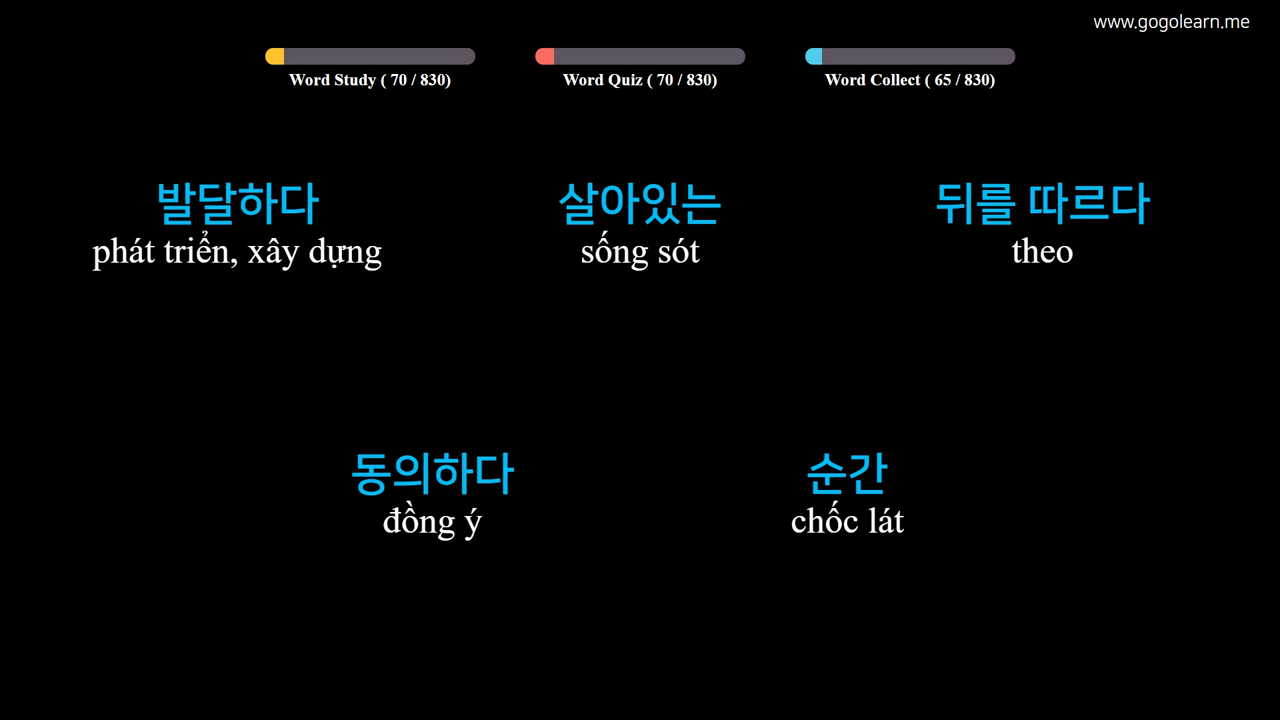 www.gogolearn.me
Word Study ( 70 / 830)
Word Quiz ( 70 / 830)
Word Collect ( 65 / 830)
발달하다
phát triển, xây dựng
살아있는
sống sót
뒤를 따르다
theo
동의하다
đồng ý
순간
chốc lát